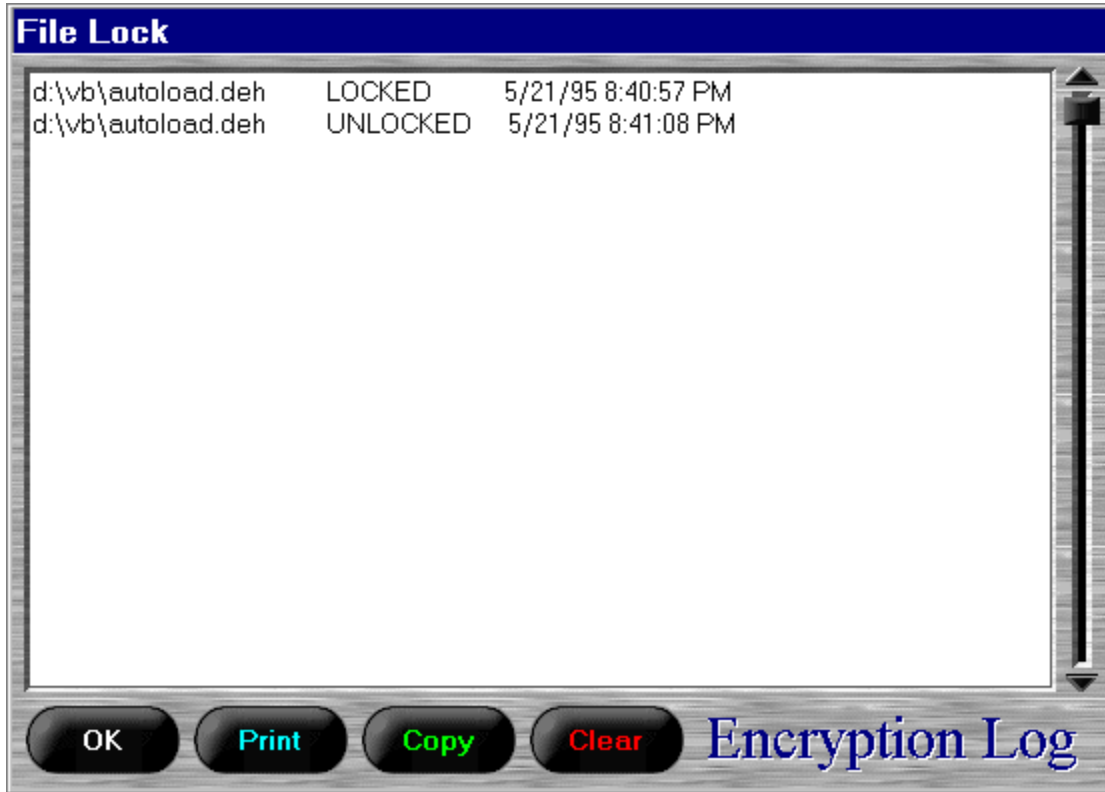 File Lock
d:\vb\autoload.deh LOCKED 5/21/95 8:40:57 PM
d:\vb\autoload.deh UNLOCKED 5/21/95 8:41:08 PM
OK Print Copy Clear Encryption Log